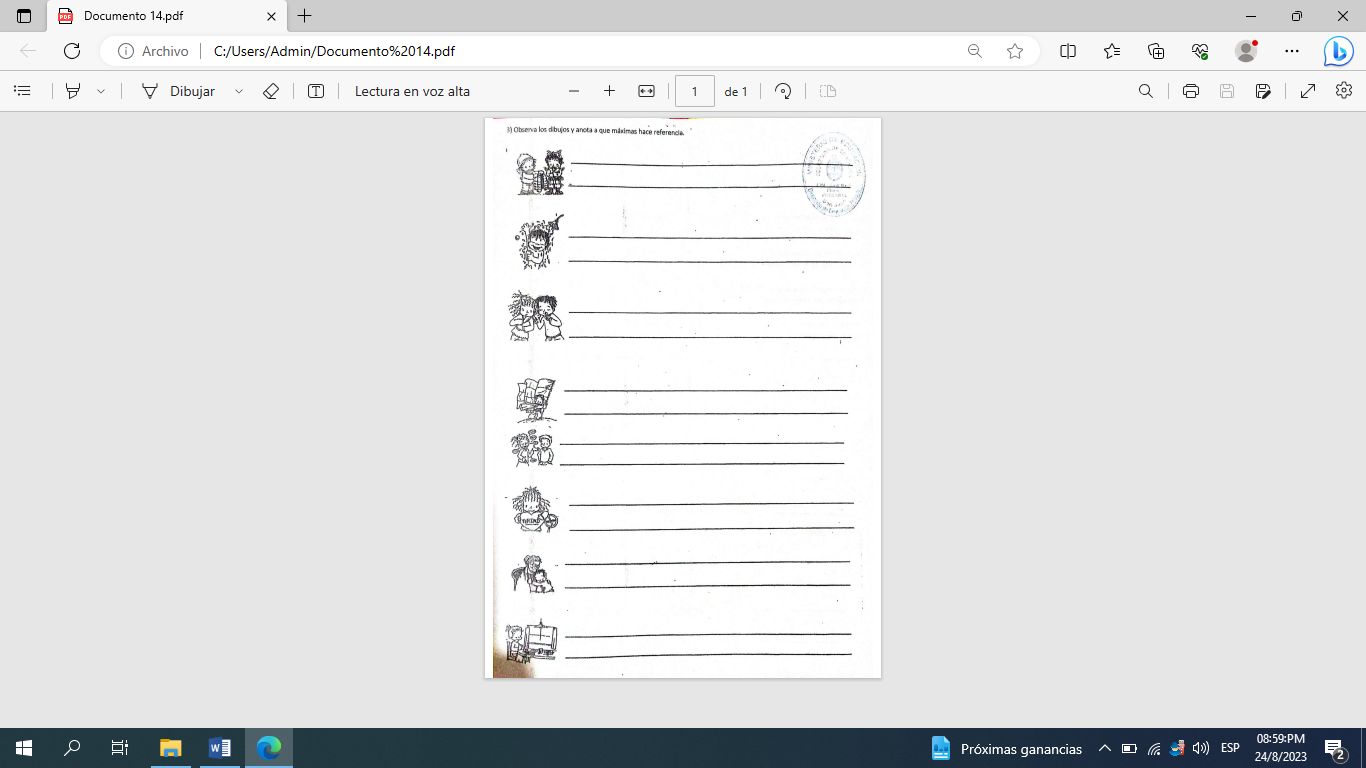 Documento 14.pdf
Archivo
C:/Users/Admin/Documento%2014.pdf
Dibujar
Lectura en voz alta
1
de 1
3) Observa los dibujos y anota a que máximas hace referencia.
Próximas ganancias
ESP
08:59:PM
24/8/2023
2